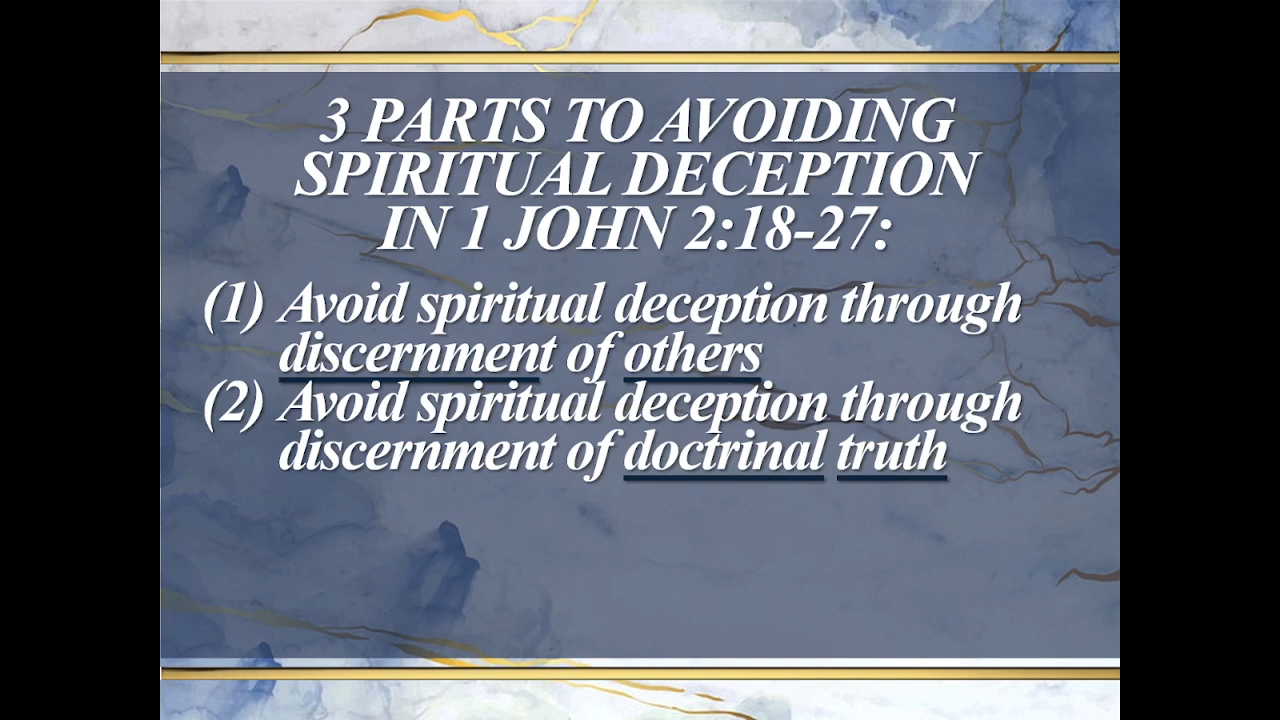 3 PARTS TO AVOIDING
SPIRITUAL DECEPTION
IN 1 JOHN 2:18-27:
(1) Avoid spiritual deception through
discernment of others
(2) Avoid spiritual deception through
discernment of doctrinal truth